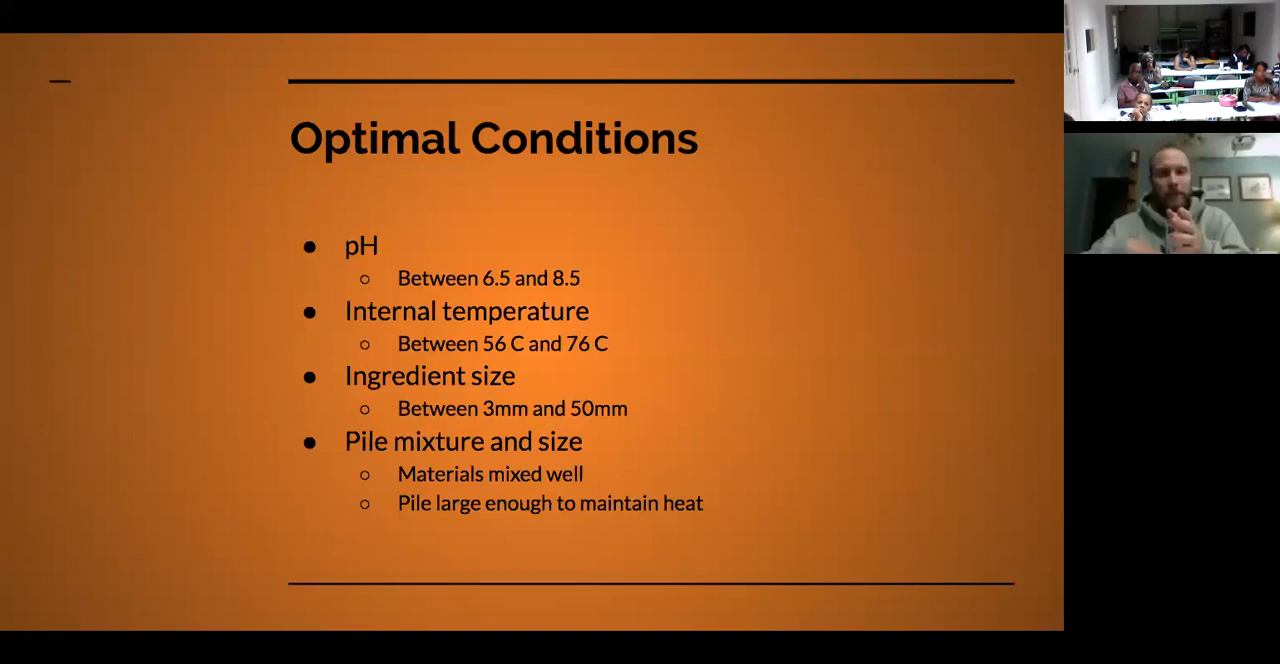 Optimal Conditions
● pH
○ Between 6.5 and 8.5
● Internal temperature
○ Between 56 C and 76 C
● Ingredient size
○ Between 3mm and 50mm
● Pile mixture and size
○ Materials mixed well
○ Pile large enough to maintain heat